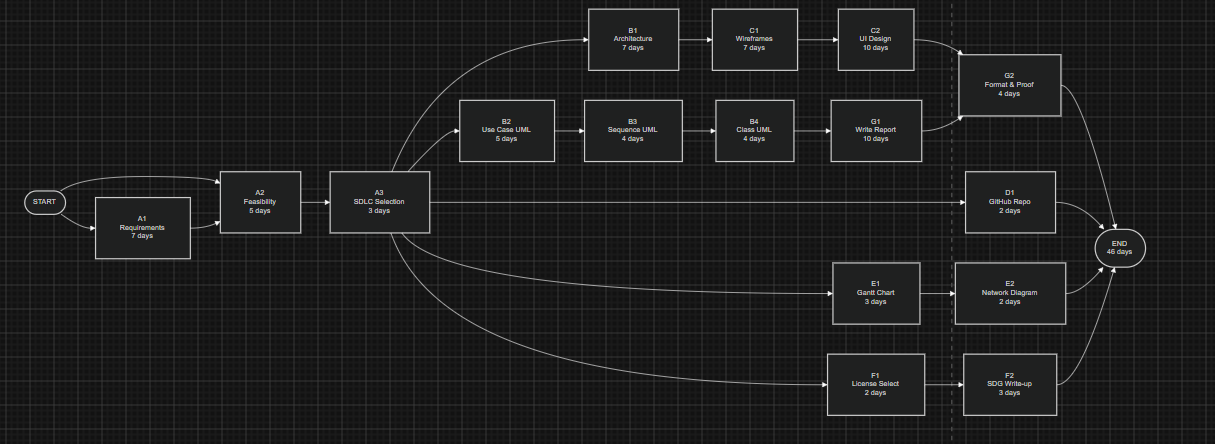 B1
Architecture
7 days
C1
Wireframes
7 days
C2
UI Design
10 days
G2
Format & Proof
4 days
B2
Use Case UML
5 days
B3
Sequence UML
4 days
B4
Class UML
4 days
G1
Write Report
10 days
START
A1
Requirements
7 days
A2
Feasibility
5 days
A3
SDLC Selection
3 days
D1
GitHub Repo
2 days
END
46 days
E1
Gantt Chart
3 days
E2
Network Diagram
2 days
F1
License Select
2 days
F2
SDG Write-up
3 days